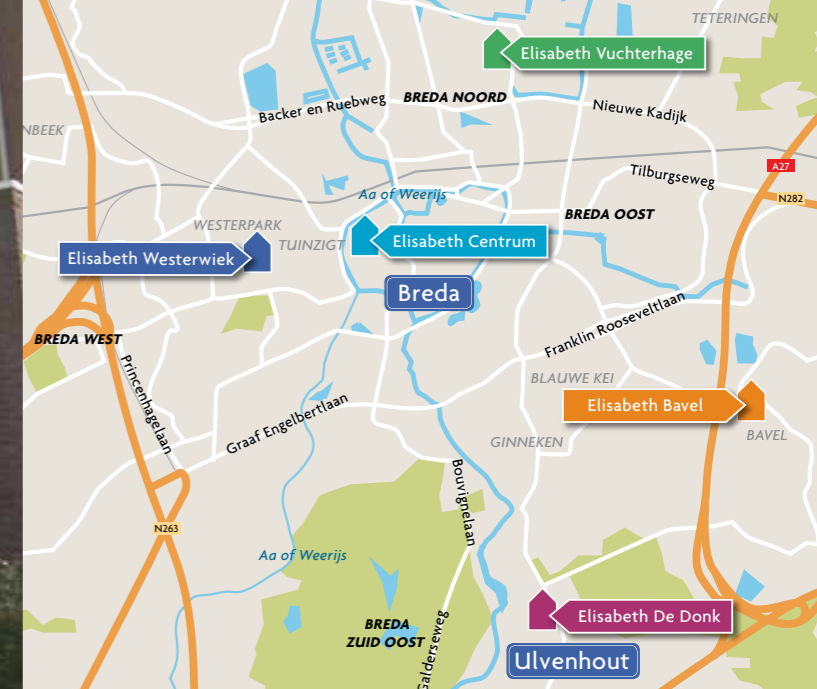 TETERINGEN
Elisabeth Vuchterhage
BREDA NOORD
Backer en Ruebweg
Nieuwe Kadijk
NBEEK
A27
Tilburgseweg
Aa of Weerijs
N282
BREDA OOST
WESTERPARK
TUINZIGT
Elisabeth Centrum
Elisabeth Westerwiek
Breda
Franklin Rooseveltlaan
BREDA WEST
Princenhagelaan
BLAUWE KEI
Elisabeth Bavel
Graaf Engelbertlaan
GINNEKEN
BAVEL
Bouvignelaan
N263
Aa of Weerijs
BREDA
ZUID OOST
Galderseweg
Elisabeth De Donk
Ulvenhout